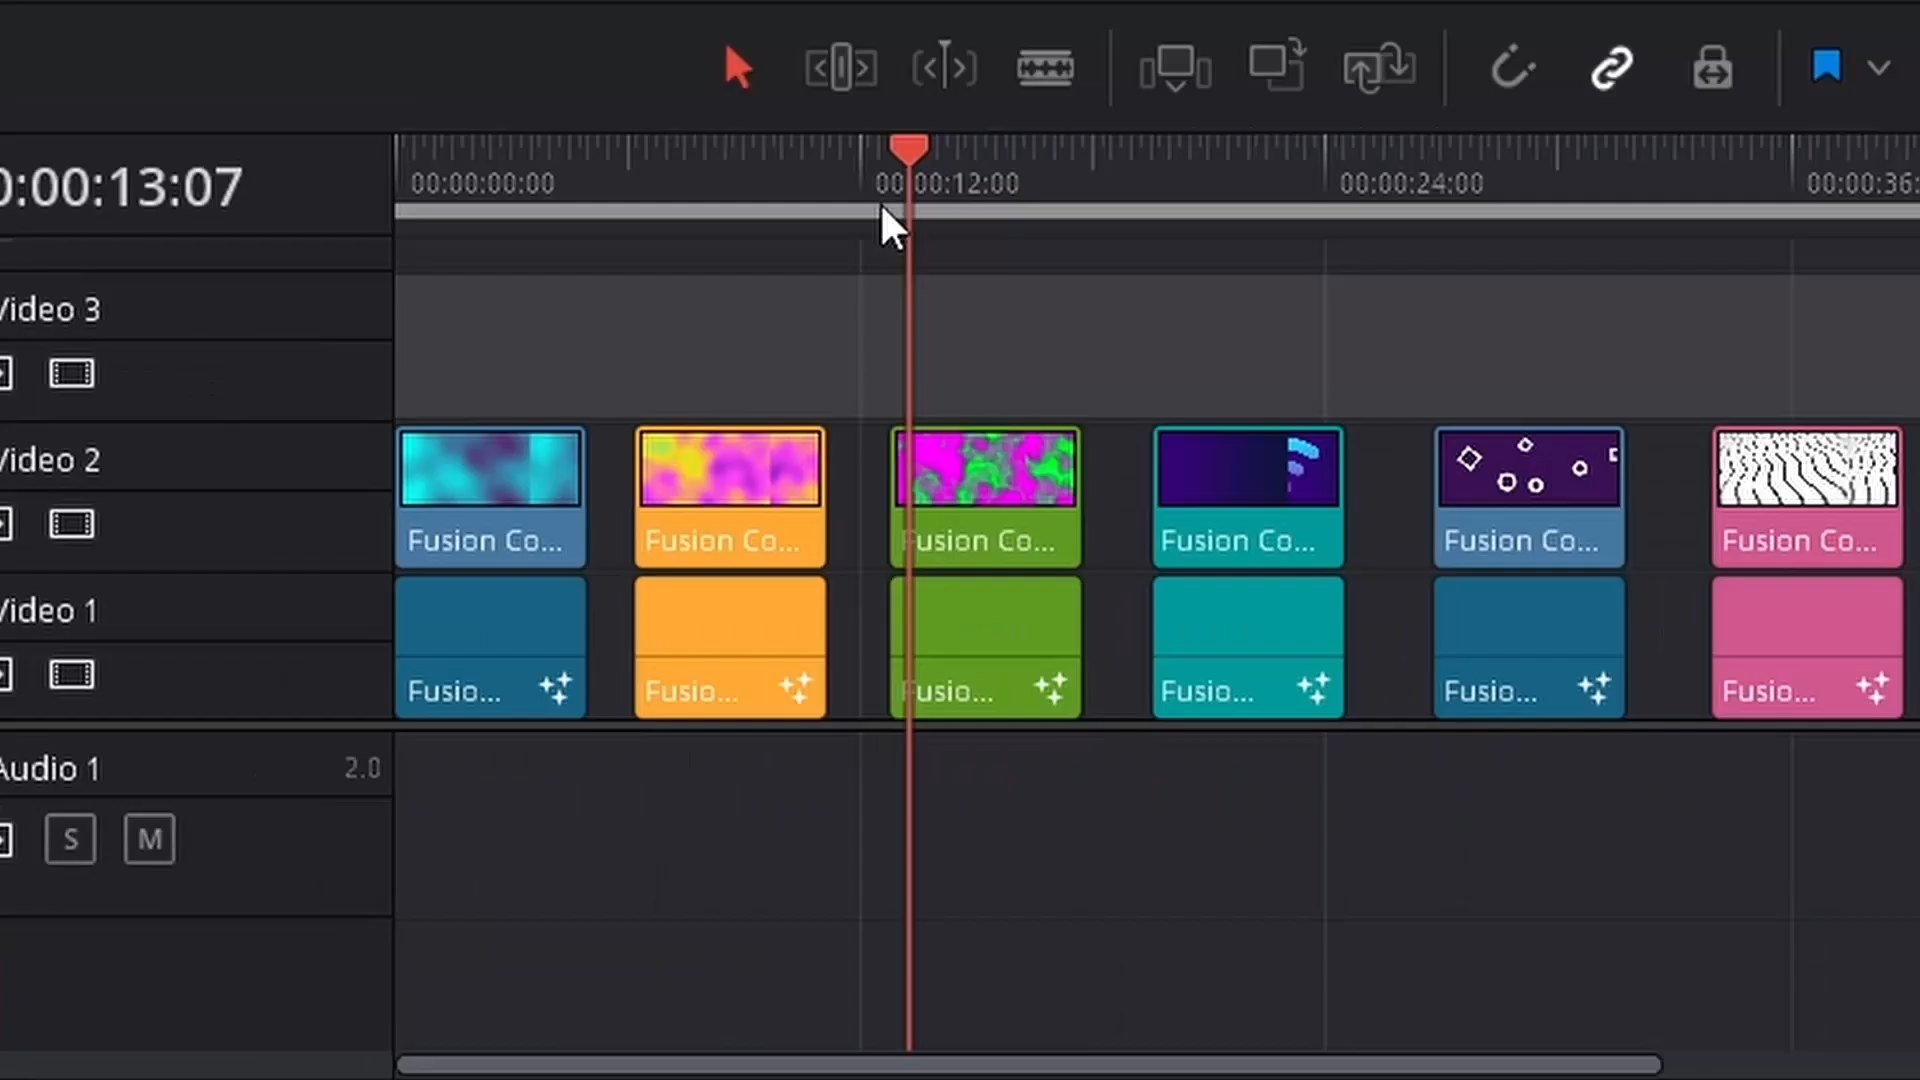 0:00:13:07
00:00:00:00
00:00:12:00
00:00:24:00
00:00:36:
Video 3
Video 2
Fusion Co...
Fusion Co...
Fusion Co...
Fusion Co...
Fusion Co...
Fusion Co...
Video 1
Fusio...
Fusio...
Fusio...
Fusio...
Fusio...
Fusio...
Audio 1
2.0
S
M